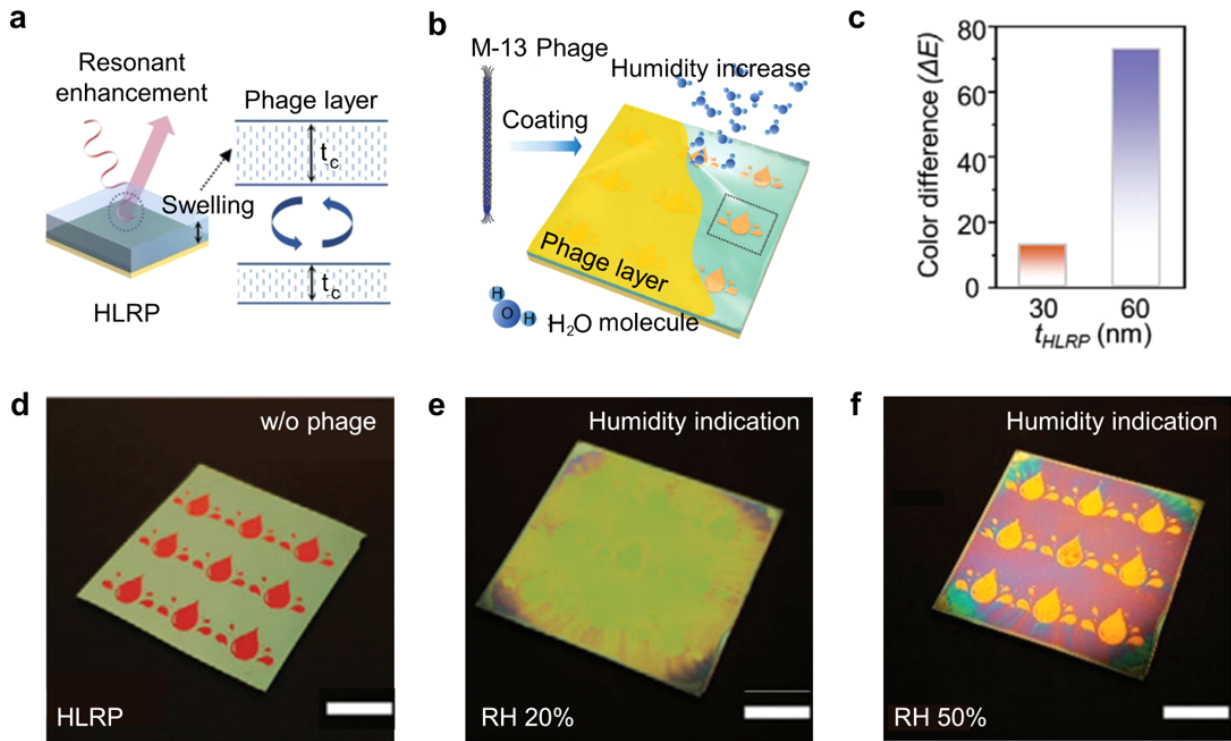 a
Resonant
enhancement
Phage layer
t_c
Swelling
t_c
HLRP
b
M-13 Phage
Humidity increase
Coating
Phage layer
H
O H
H₂O molecule
c
Color difference (ΔE)
80
60
40
20
0
30 60
t_HLRP (nm)
d
w/o phage
HLRP
e
Humidity indication
RH 20%
f
Humidity indication
RH 50%